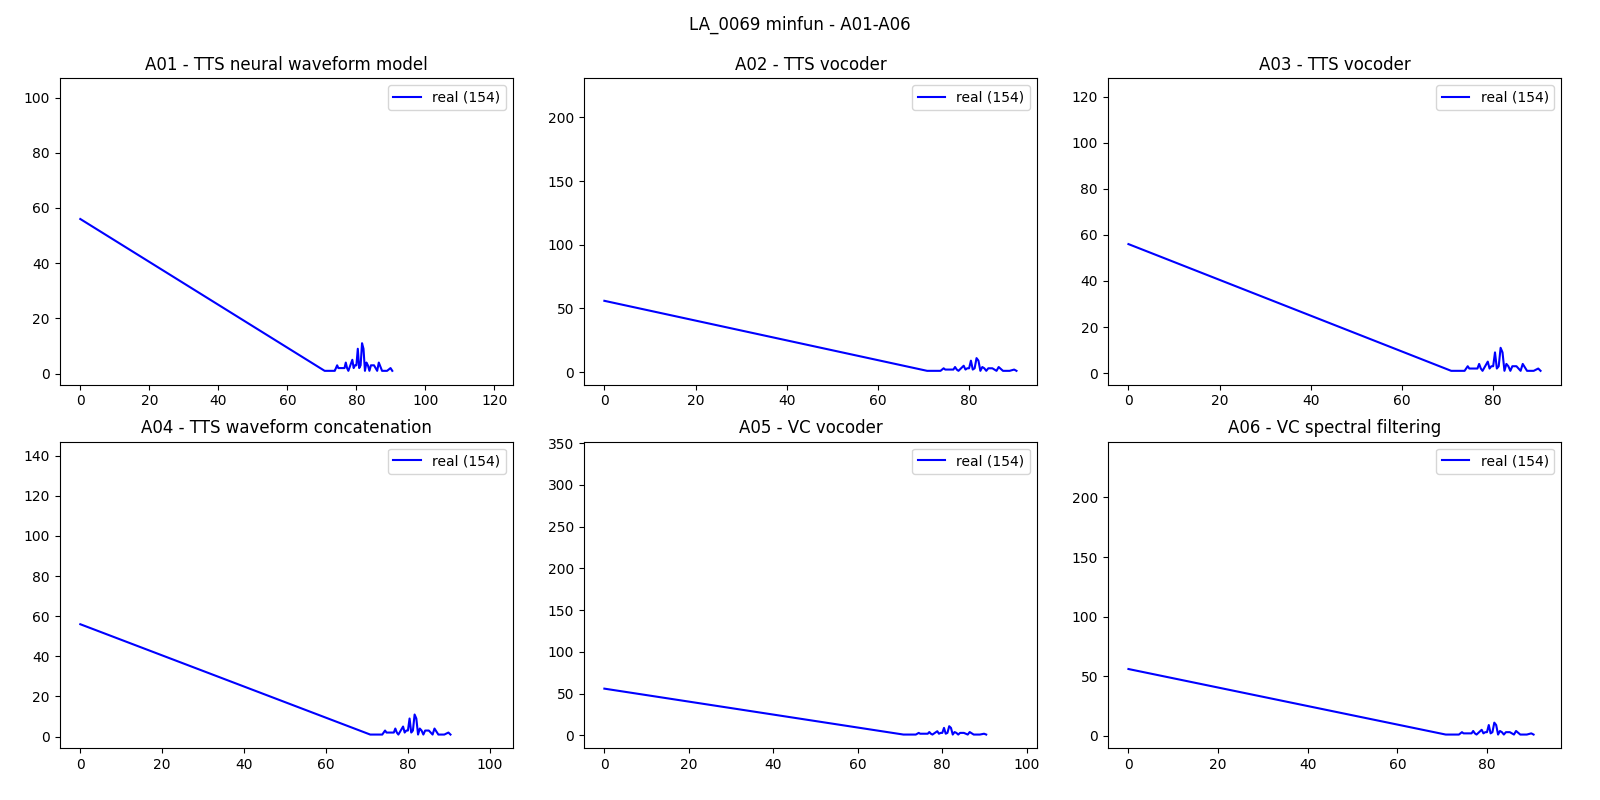 LA_0069 minfun - A01-A06
A01 - TTS neural waveform model
real (154)
100
80
60
40
20
0
0 20 40 60 80 100 120
A02 - TTS vocoder
real (154)
200
150
100
50
0
0 20 40 60 80
A03 - TTS vocoder
real (154)
120
100
80
60
40
20
0
0 20 40 60 80
A04 - TTS waveform concatenation
real (154)
140
120
100
80
60
40
20
0
0 20 40 60 80 100
A05 - VC vocoder
real (154)
350
300
250
200
150
100
50
0
0 20 40 60 80 100
A06 - VC spectral filtering
real (154)
200
150
100
50
0
0 20 40 60 80